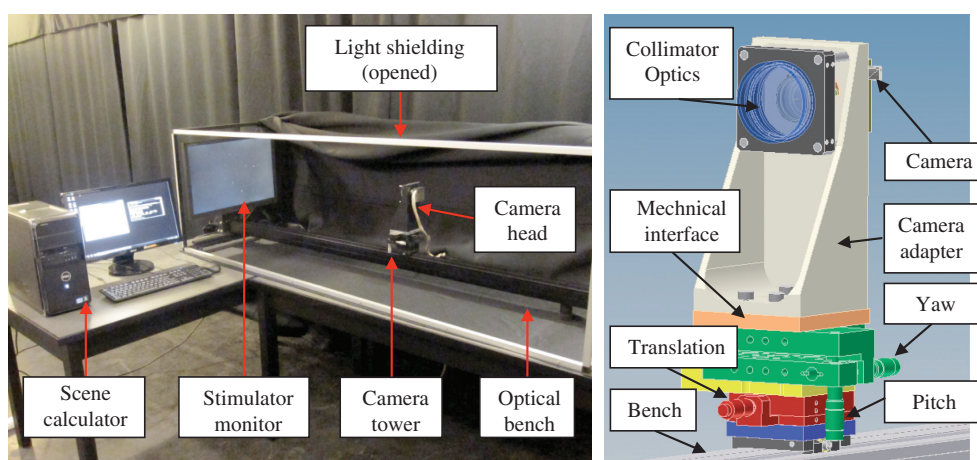 Light shielding
(opened)
Camera
head
Scene
calculator
Stimulator
monitor
Camera
tower
Optical
bench
Collimator
Optics
Camera
Mechnical
interface
Camera
adapter
Yaw
Translation
Bench
Pitch